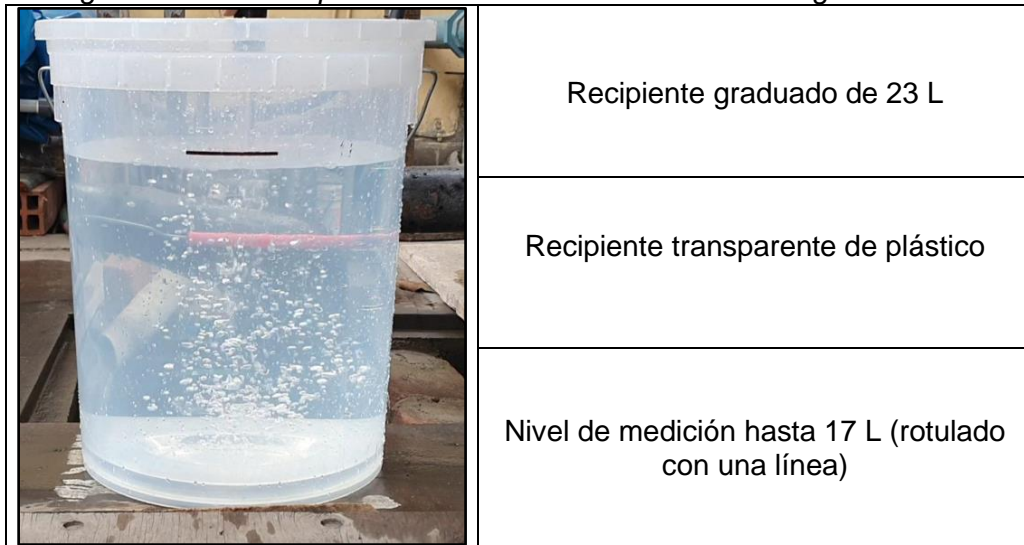 Recipiente graduado de 23 L
Recipiente transparente de plástico
Nivel de medición hasta 17 L (rotulado
con una línea)